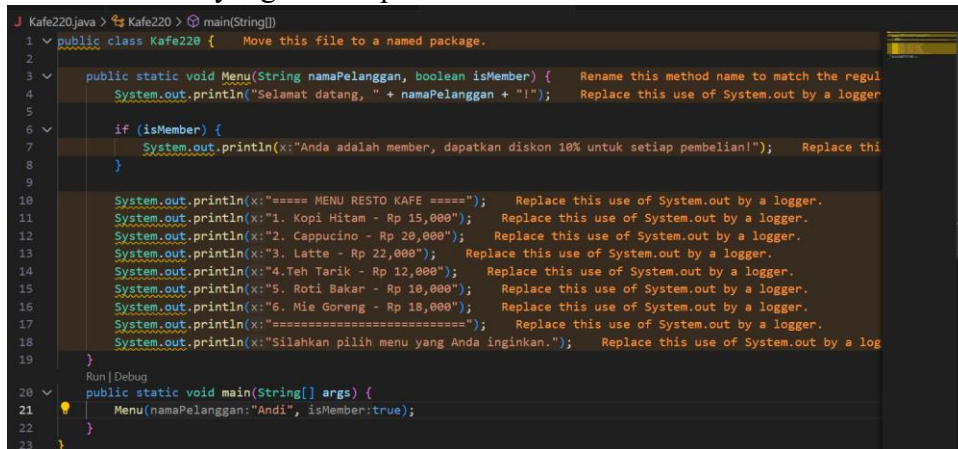 J Kafe220.java > Kafe220 > main(String[])
1 public class Kafe220 { Move this file to a named package.
2
3 public static void Menu(String namaPelanggan, boolean isMember) { Rename this method name to match the regul
4 System.out.println("Selamat datang, " + namaPelanggan + "!"); Replace this use of System.out by a logger
5
6 if (isMember) {
7 System.out.println(x:"Anda adalah member, dapatkan diskon 10% untuk setiap pembelian!"); Replace thi
8 }
9
10 System.out.println(x:"===== MENU RESTO KAFE ====="); Replace this use of System.out by a logger.
11 System.out.println(x:"1. Kopi Hitam - Rp 15,000"); Replace this use of System.out by a logger.
12 System.out.println(x:"2. Cappucino - Rp 20,000"); Replace this use of System.out by a logger.
13 System.out.println(x:"3. Latte - Rp 22,000"); Replace this use of System.out by a logger.
14 System.out.println(x:"4.Teh Tarik - Rp 12,000"); Replace this use of System.out by a logger.
15 System.out.println(x:"5. Roti Bakar - Rp 10,000"); Replace this use of System.out by a logger.
16 System.out.println(x:"6. Mie Goreng - Rp 18,000"); Replace this use of System.out by a logger.
17 System.out.println(x:"==========================="); Replace this use of System.out by a logger.
18 System.out.println(x:"Silahkan pilih menu yang Anda inginkan."); Replace this use of System.out by a log
19 }
Run | Debug
20 public static void main(String[] args) {
21 Menu(namaPelanggan:"Andi", isMember:true);
22 }
23 }